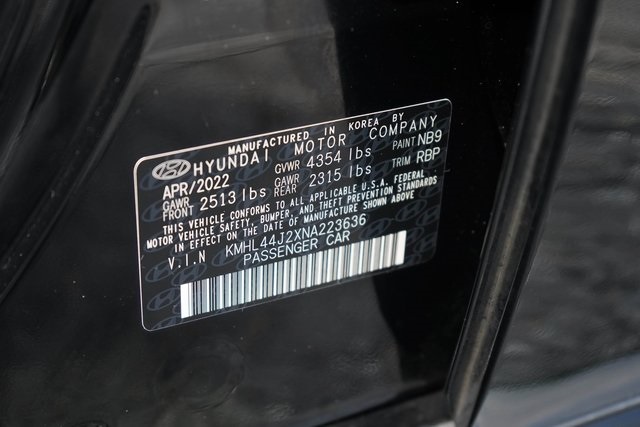 MANUFACTURED IN KOREA BY
HYUNDAI MOTOR COMPANY
APR/2022 GVWR 4354 lbs PAINT NB9
GAWR FRONT 2513 lbs GAWR REAR 2315 lbs TRIM RBP
THIS VEHICLE CONFORMS TO ALL APPLICABLE U.S.A. FEDERAL
MOTOR VEHICLE SAFETY, BUMPER, AND THEFT PREVENTION STANDARDS
IN EFFECT ON THE DATE OF MANUFACTURE SHOWN ABOVE
V.I.N KMHL44J2XNA223636
PASSENGER CAR